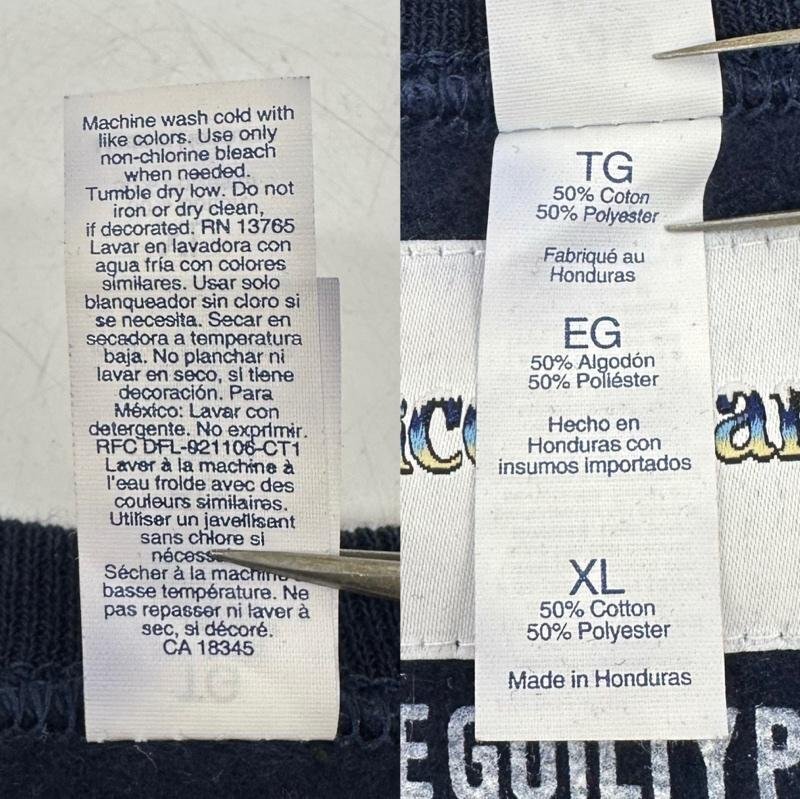 Machine wash cold with
like colors. Use only
non-chlorine bleach
when needed.
Tumble dry low. Do not
iron or dry clean,
if decorated. RN 13765
Lavar en lavadora con
agua fría con colores
similares. Usar solo
blanqueador sin cloro si
se necesita. Secar en
secadora a temperatura
baja. No planchar ni
lavar en seco, si tiene
decoración. Para
México: Lavar con
detergente. No exprimir.
RFC DFL-921106-CT1
Laver à la machine à
l'eau froide avec des
couleurs similaires.
Utiliser un javellisant
sans chlore si
Sécher à la machine
basse température. Ne
pas repasser ni laver à
sec, si décoré.
CA 18345
TG
TG
50% Coton
50% Polyester
Fabriqué au
Honduras
EG
50% Algodón
50% Poliéster
Hecho en
Honduras con
insumos importados
XL
50% Cotton
50% Polyester
Made in Honduras